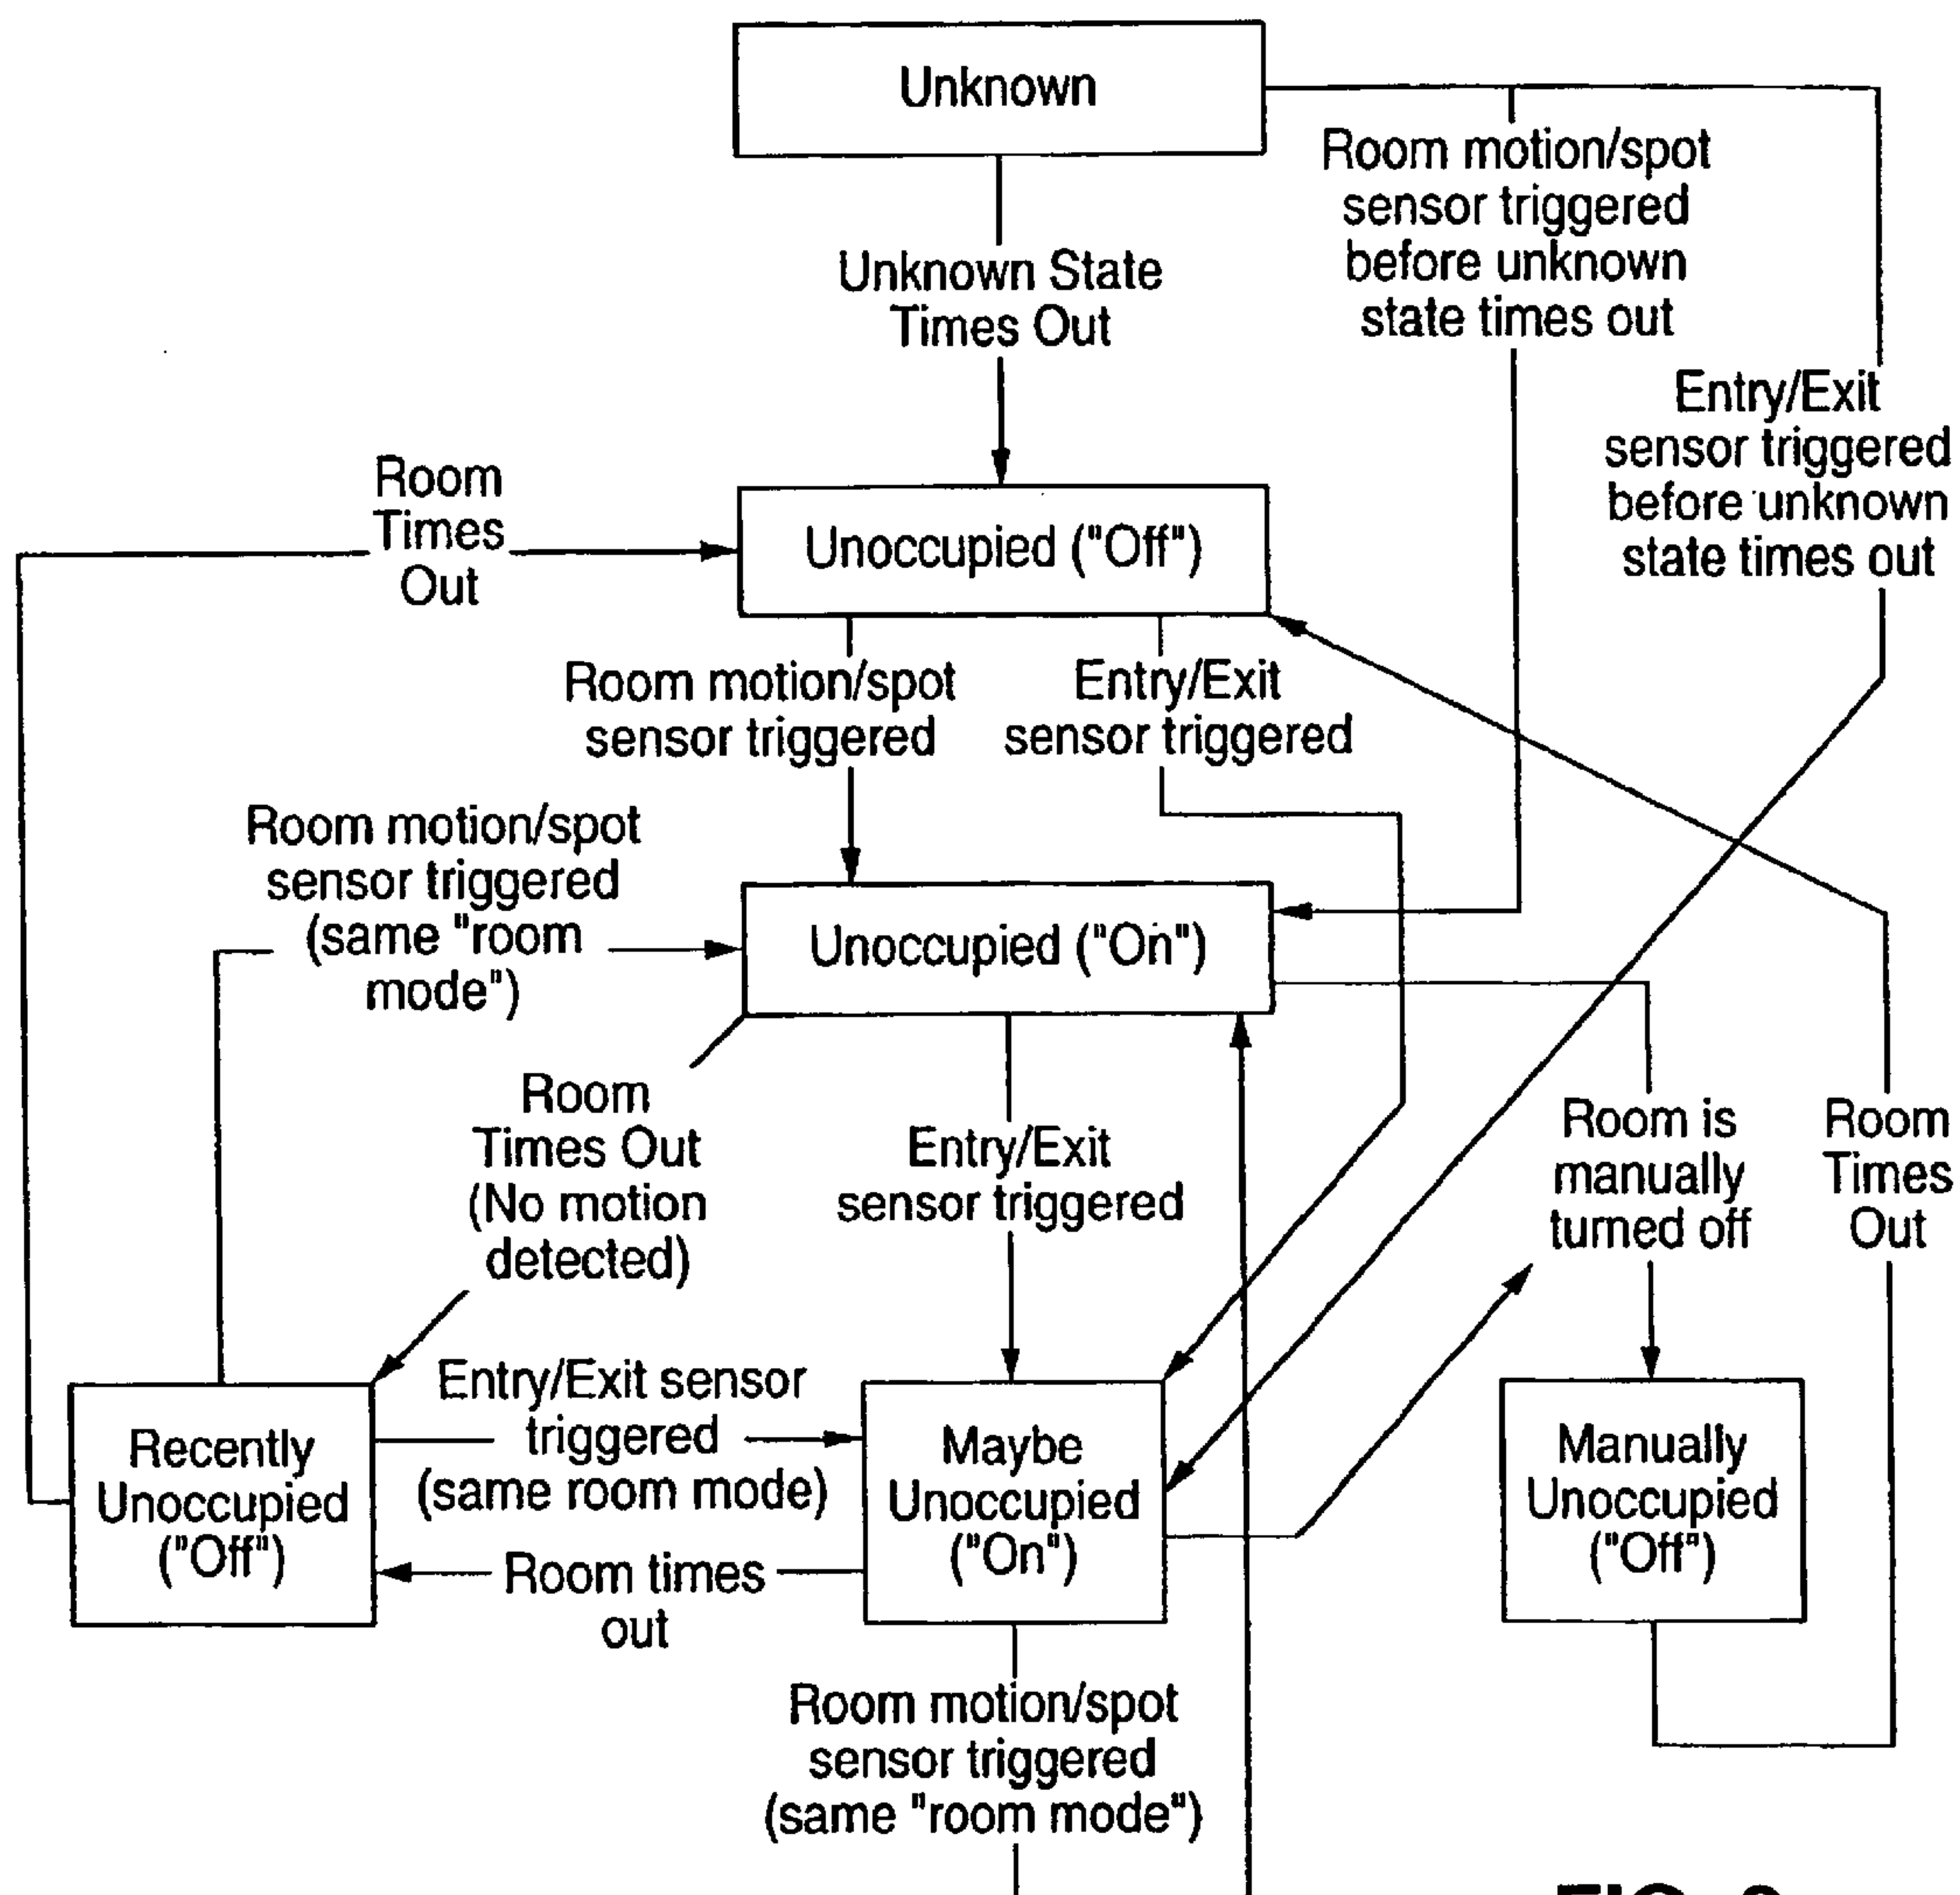 Unknown
Room motion/spot
sensor triggered
before unknown
state times out
Unknown State
Times Out
Entry/Exit
sensor triggered
before unknown
state times out
Room
Times
Out
Unoccupied ("Off")
Room motion/spot
sensor triggered
Entry/Exit
sensor triggered
Room motion/spot
sensor triggered
(same "room
mode")
Unoccupied ("On")
Room
Times Out
(No motion
detected)
Entry/Exit
sensor triggered
Room is
manually
turned off
Room
Times
Out
Entry/Exit sensor
triggered
(same room mode)
Recently
Unoccupied
("Off")
Maybe
Unoccupied
("On")
Manually
Unoccupied
("Off")
Room times
out
Room motion/spot
sensor triggered
(same "room mode")